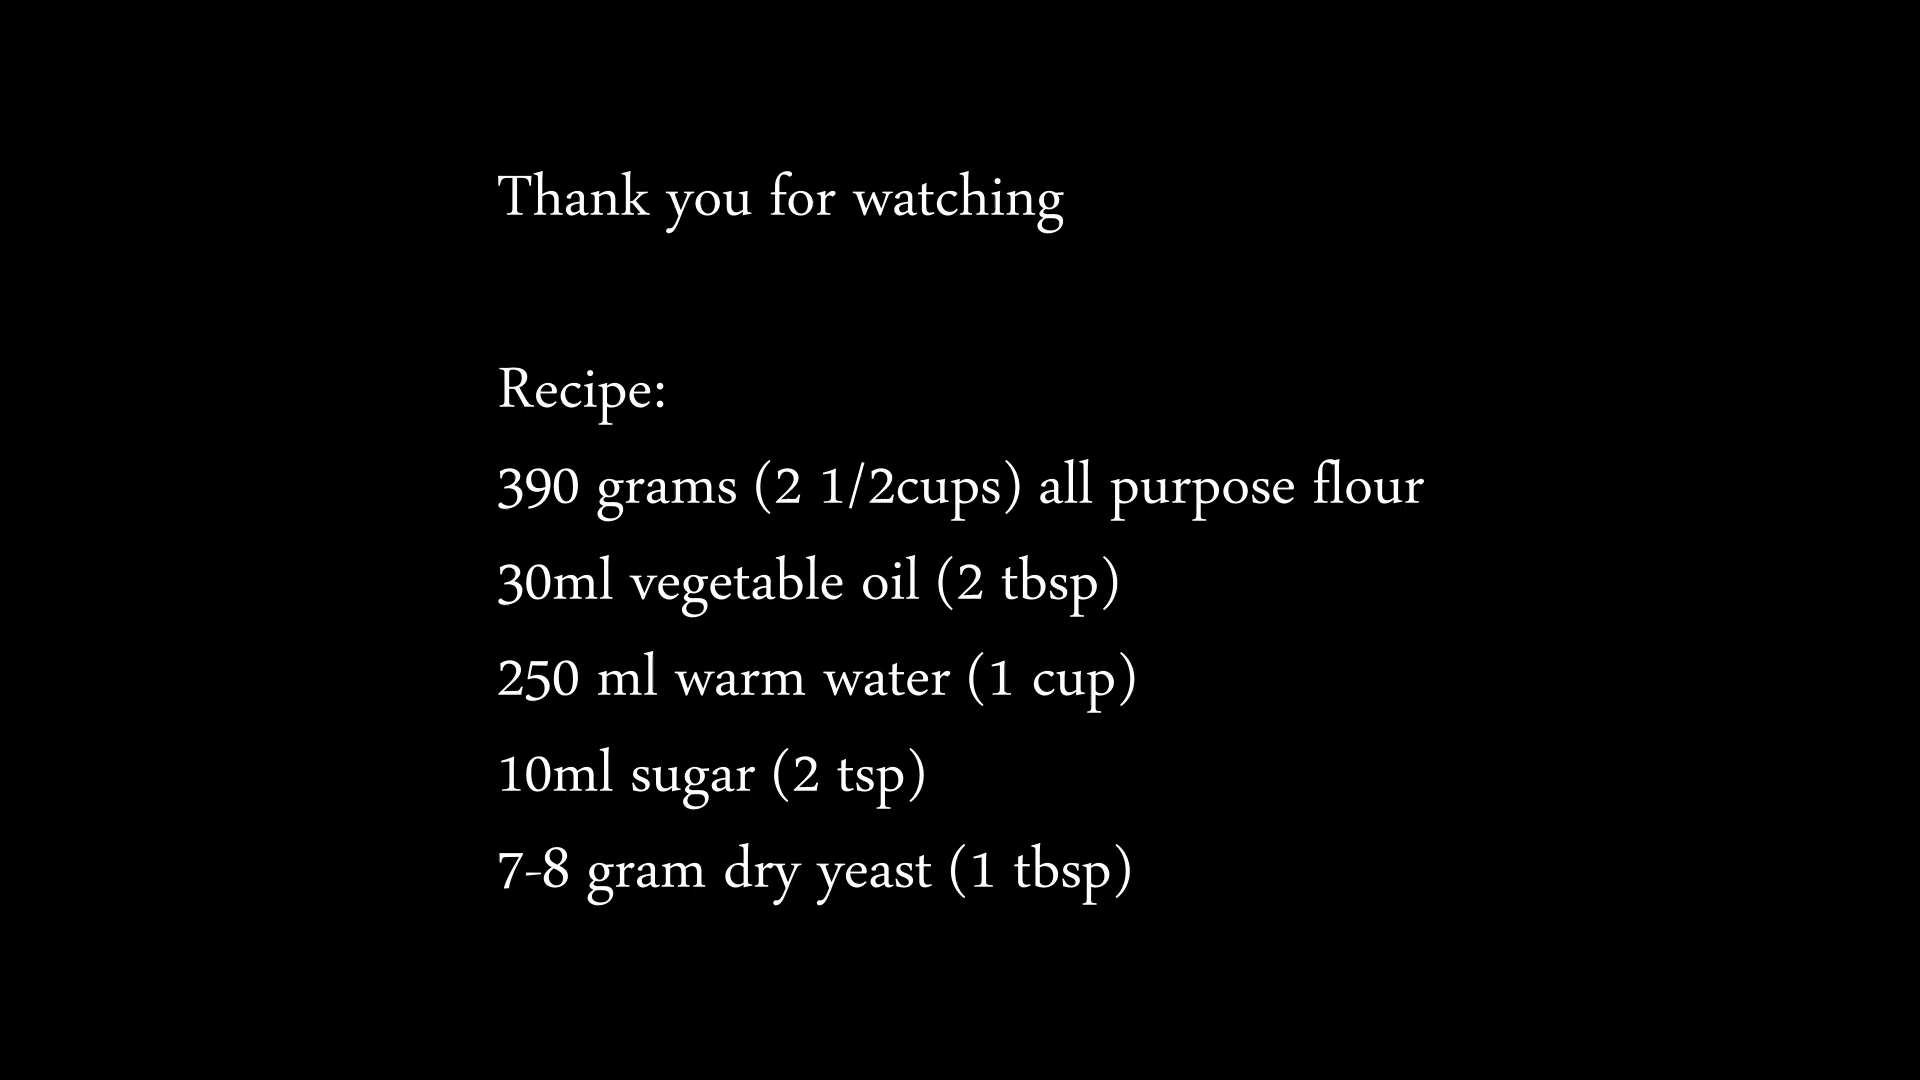 Thank you for watching
Recipe:
390 grams (2 1/2cups) all purpose flour
30ml vegetable oil (2 tbsp)
250 ml warm water (1 cup)
10ml sugar (2 tsp)
7-8 gram dry yeast (1 tbsp)